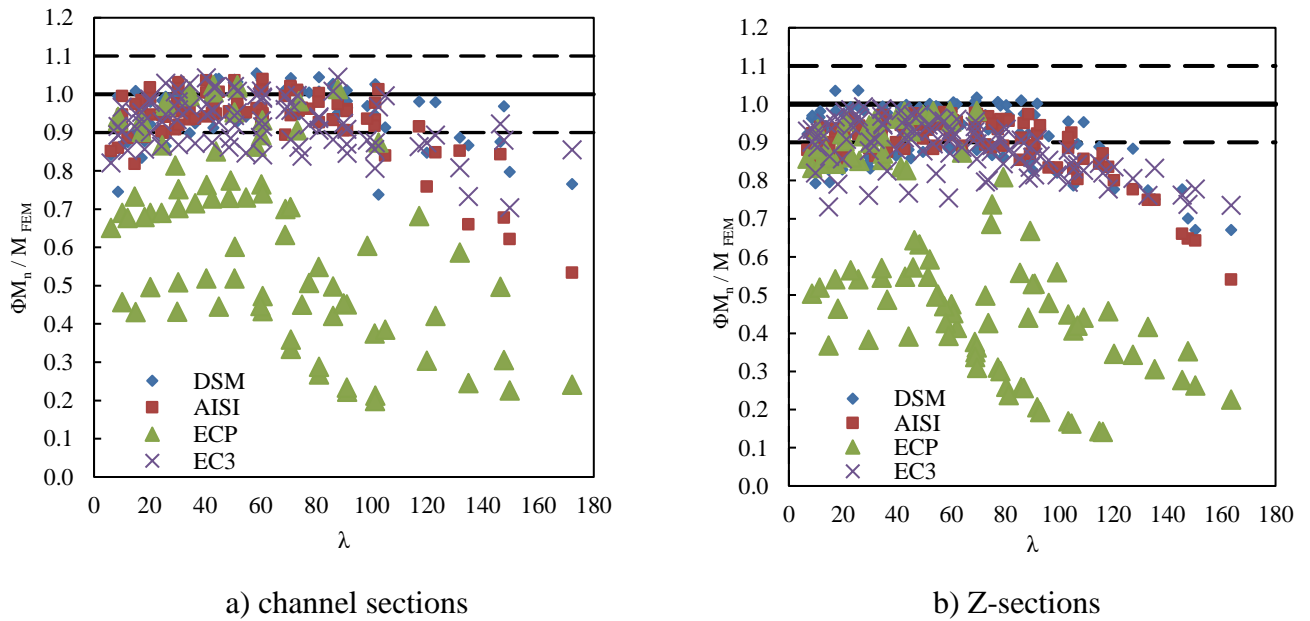 1.2
1.1
1.0
0.9
0.8
0.7
0.6
0.5
0.4
0.3
0.2
0.1
0.0
ΦMn / M FEM
DSM
AISI
ECP
EC3
0 20 40 60 80 100 120 140 160 180
λ
a) channel sections
1.2
1.1
1.0
0.9
0.8
0.7
0.6
0.5
0.4
0.3
0.2
0.1
0.0
ΦMn / M FEM
DSM
AISI
ECP
EC3
0 20 40 60 80 100 120 140 160 180
λ
b) Z-sections